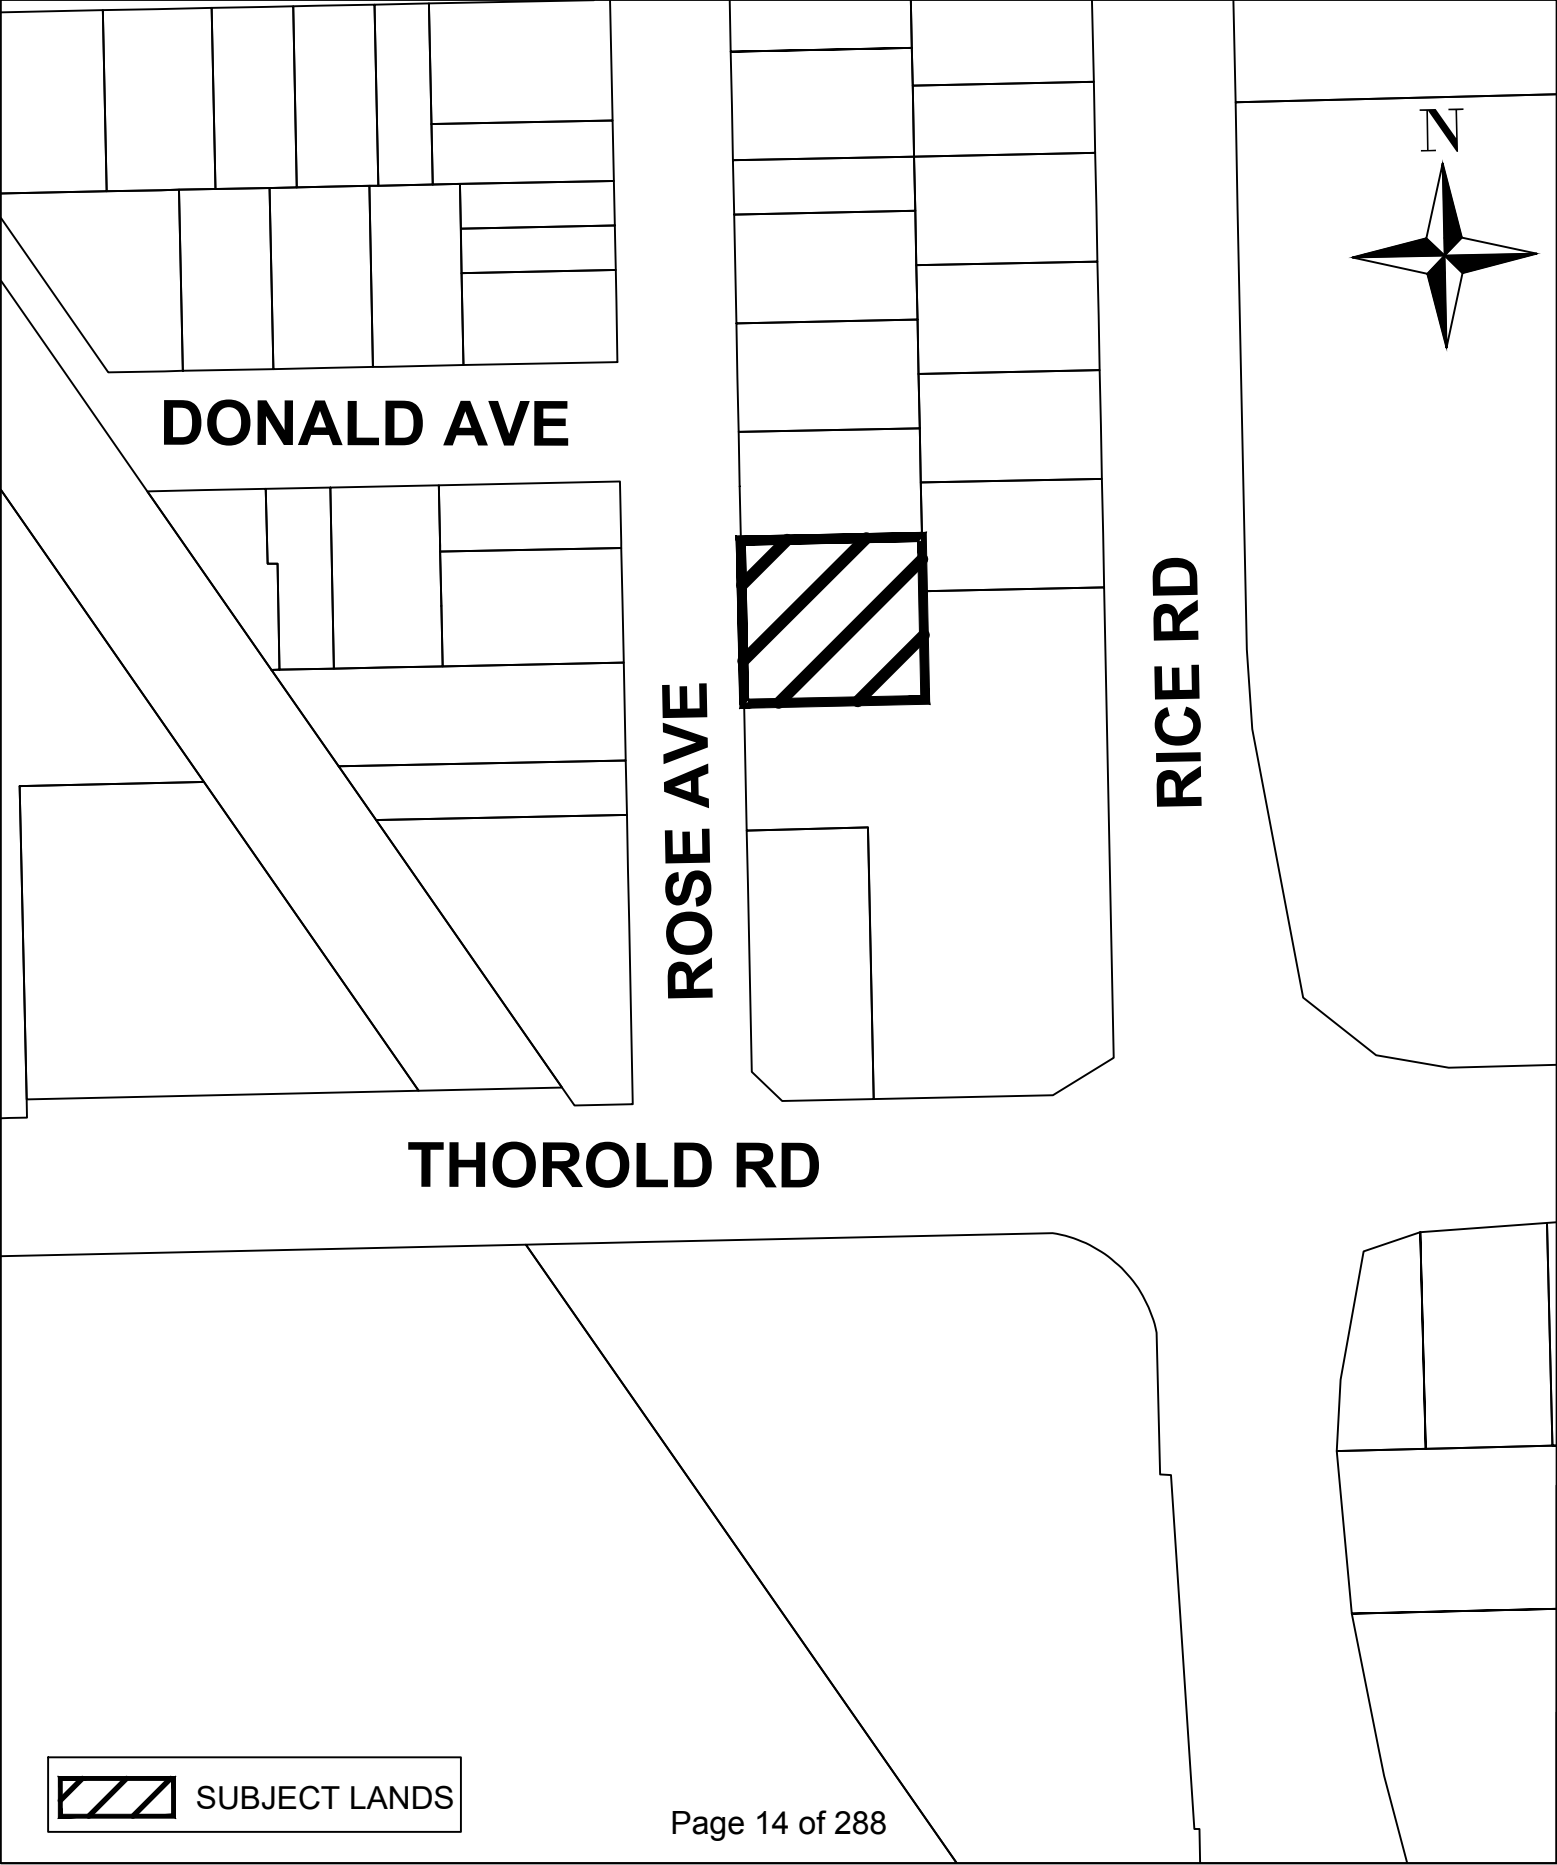 N
DONALD AVE
RICE RD
ROSE AVE
THOROLD RD
SUBJECT LANDS
Page 14 of 288